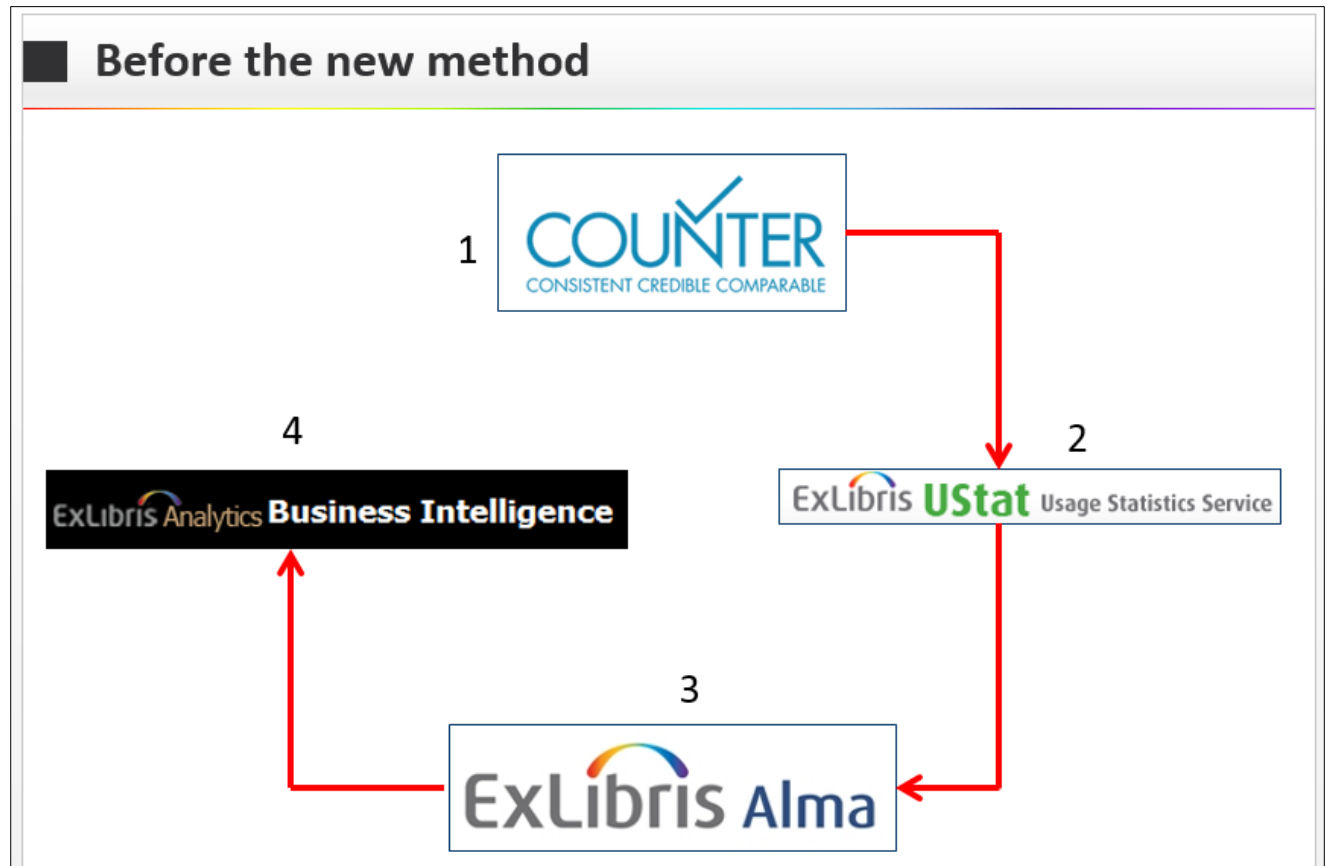 Before the new method
1
COUNTER
CONSISTENT CREDIBLE COMPARABLE
4
2
ExLibris Analytics Business Intelligence
ExLibris UStat Usage Statistics Service
3
ExLibris Alma